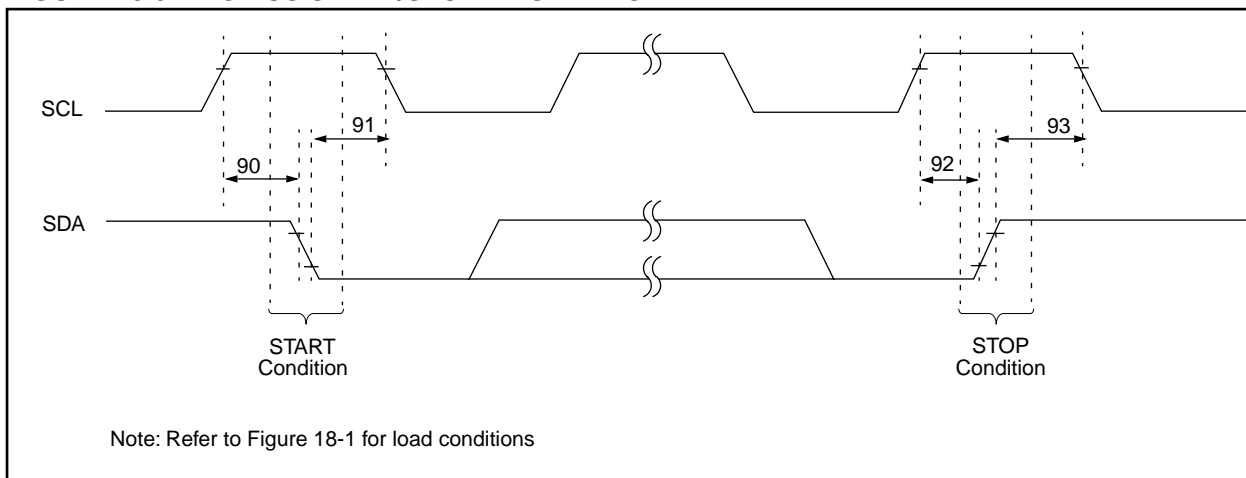 SCL
91
93
90
92
SDA
START
Condition
STOP
Condition
Note: Refer to Figure 18-1 for load conditions